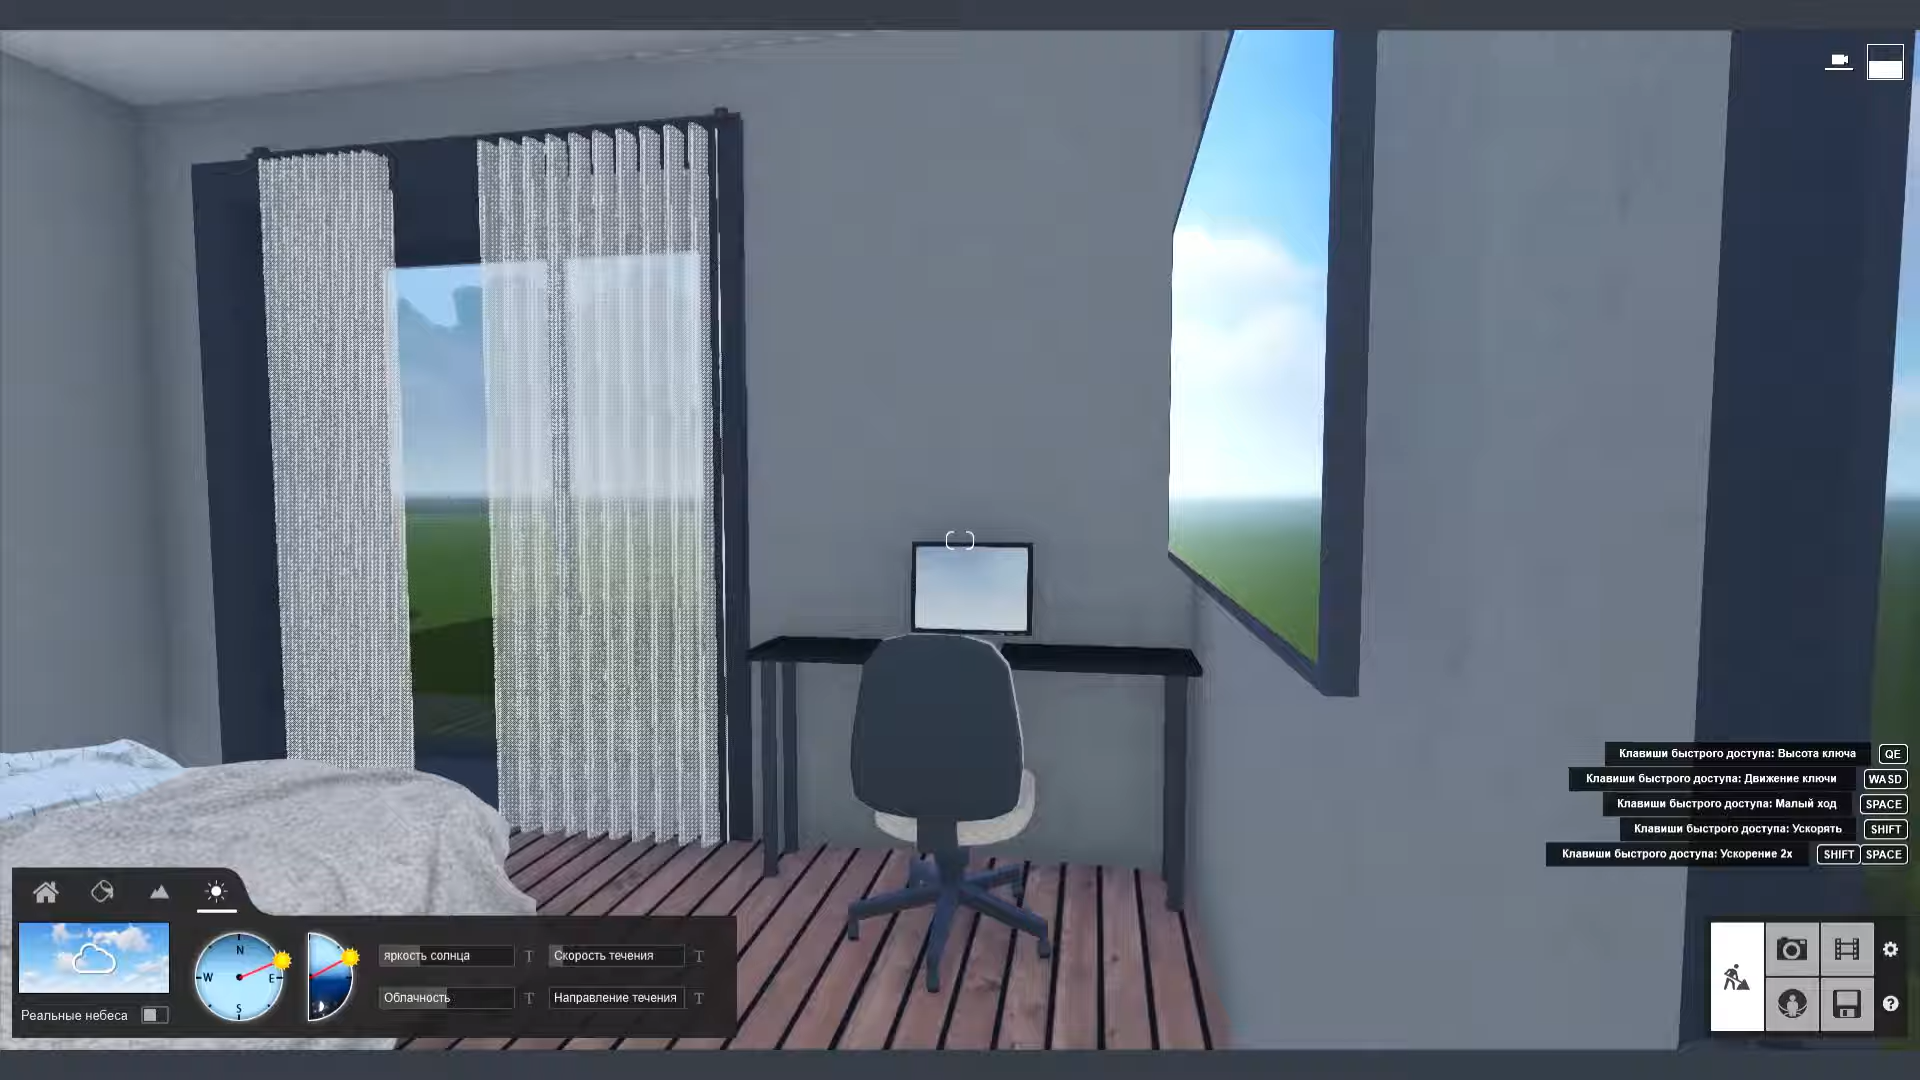 Клавиши быстрого доступа: Высота ключа QE
Клавиши быстрого доступа: Движение ключи WASD
Клавиши быстрого доступа: Малый ход SPACE
Клавиши быстрого доступа: Ускорять SHIFT
Клавиши быстрого доступа: Ускорение 2x SHIFT SPACE
N
W E
S
яркость солнца T Скорость течения T
Облачность T Направление течения T
Реальные небеса
?